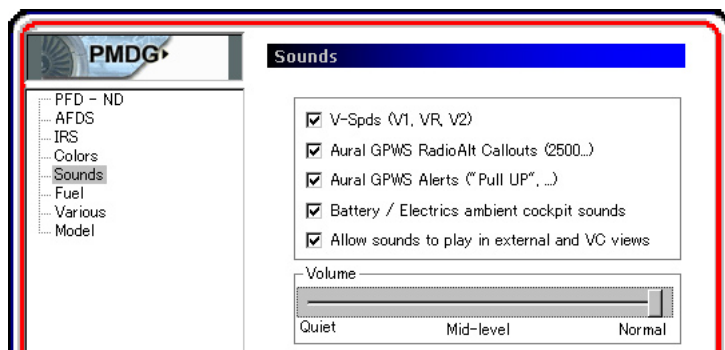 PMDG
PFD - ND
AFDS
IRS
Colors
Sounds
Fuel
Various
Model
Sounds
V-Spds (V1, VR, V2)
Aural GPWS RadioAlt Callouts (2500...)
Aural GPWS Alerts ("Pull UP", ...)
Battery / Electrics ambient cockpit sounds
Allow sounds to play in external and VC views
Volume
Quiet Mid-level Normal